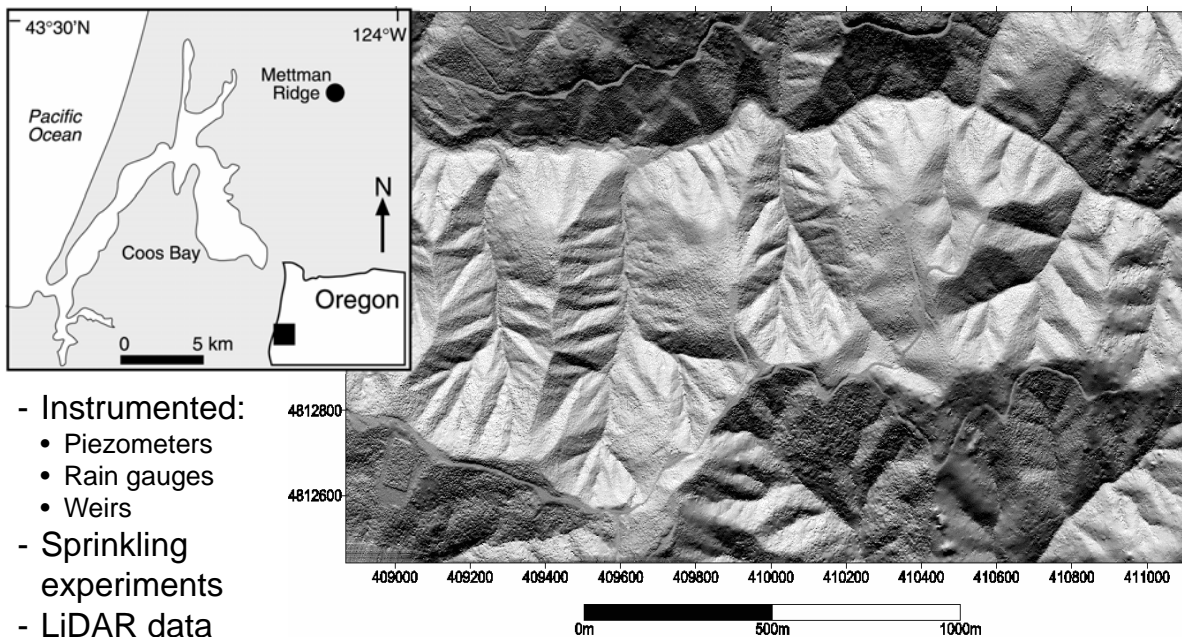 43°30'N
124°W
Mettman
Ridge
Pacific
Ocean
N
Coos Bay
Oregon
0 5 km
- Instrumented:
• Piezometers
• Rain gauges
• Weirs
- Sprinkling
experiments
- LiDAR data
4812800
4812600
409000 409200 409400 409600 409800 410000 410200 410400 410600 410800 411000
0m 500m 1000m